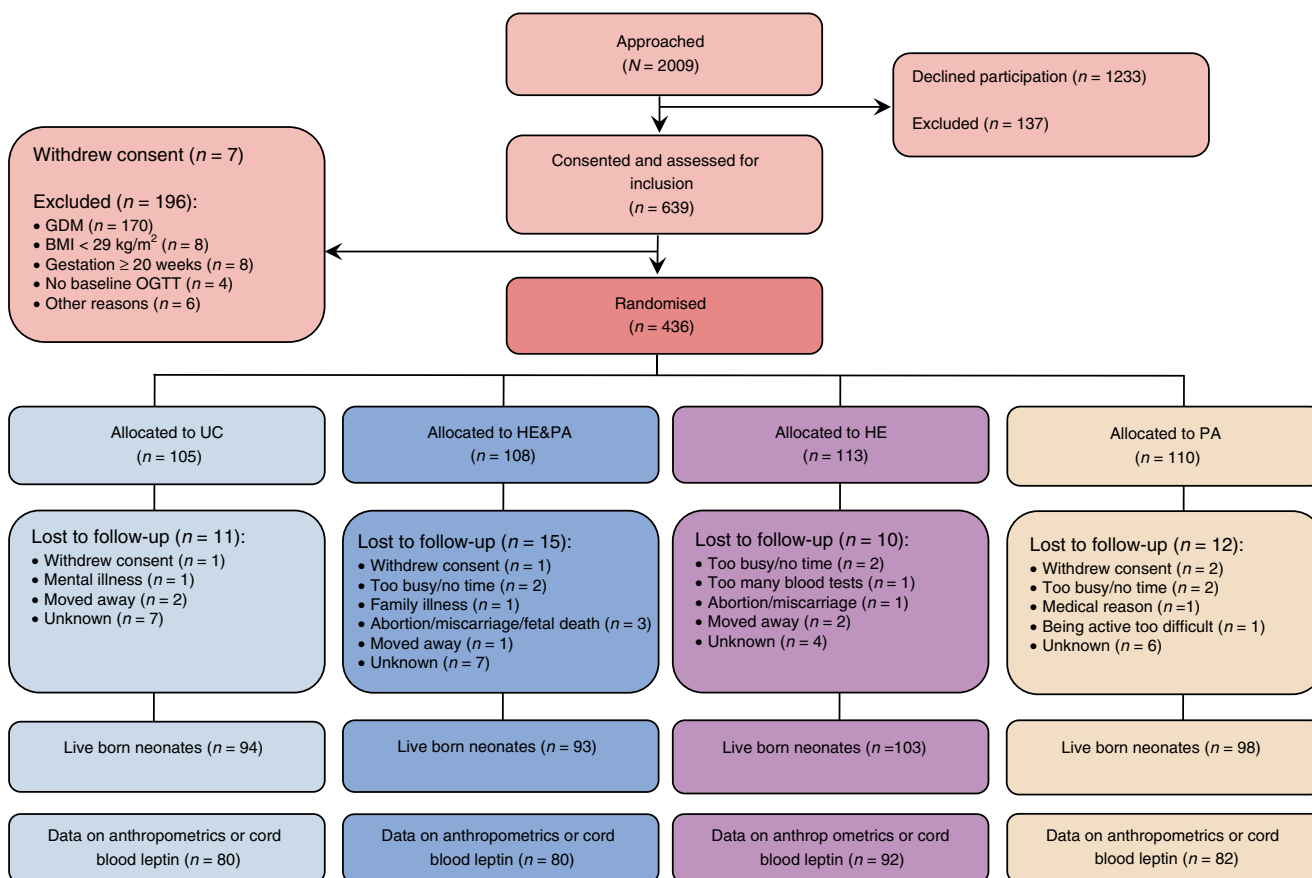 Approached
(N = 2009)
Declined participation (n = 1233)
Excluded (n = 137)
Consented and assessed for
inclusion
(n = 639)
Withdrew consent (n = 7)
Excluded (n = 196):
• GDM (n = 170)
• BMI < 29 kg/m² (n = 8)
• Gestation ≥ 20 weeks (n = 8)
• No baseline OGTT (n = 4)
• Other reasons (n = 6)
Randomised
(n = 436)
Allocated to UC
(n = 105)
Allocated to HE&PA
(n = 108)
Allocated to HE
(n = 113)
Allocated to PA
(n = 110)
Lost to follow-up (n = 11):
• Withdrew consent (n = 1)
• Mental illness (n = 1)
• Moved away (n = 2)
• Unknown (n = 7)
Lost to follow-up (n = 15):
• Withdrew consent (n = 1)
• Too busy/no time (n = 2)
• Family illness (n = 1)
• Abortion/miscarriage/fetal death (n = 3)
• Moved away (n = 1)
• Unknown (n = 7)
Lost to follow-up (n = 10):
• Too busy/no time (n = 2)
• Too many blood tests (n = 1)
• Abortion/miscarriage (n = 1)
• Moved away (n = 2)
• Unknown (n = 4)
Lost to follow-up (n = 12):
• Withdrew consent (n = 2)
• Too busy/no time (n = 2)
• Medical reason (n =1)
• Being active too difficult (n = 1)
• Unknown (n = 6)
Live born neonates (n = 94)
Live born neonates (n = 93)
Live born neonates (n =103)
Live born neonates (n = 98)
Data on anthropometrics or cord
blood leptin (n = 80)
Data on anthropometrics or cord
blood leptin (n = 80)
Data on anthrop ometrics or cord
blood leptin (n = 92)
Data on anthropometrics or cord
blood leptin (n = 82)